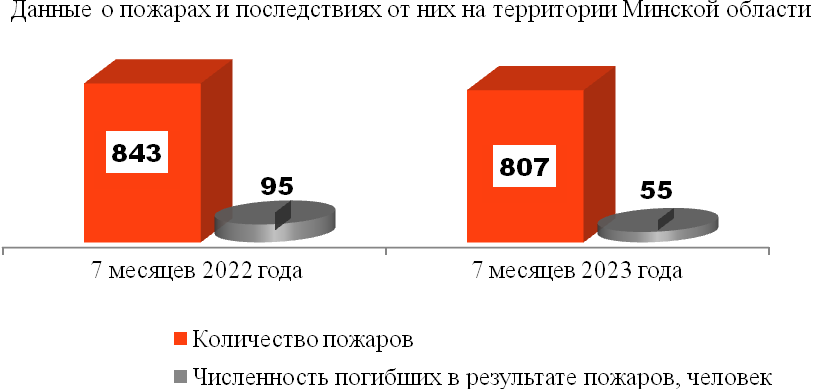 Данные о пожарах и последствиях от них на территории Минской области
843
95
807
55
7 месяцев 2022 года
7 месяцев 2023 года
Количество пожаров
Численность погибших в результате пожаров, человек